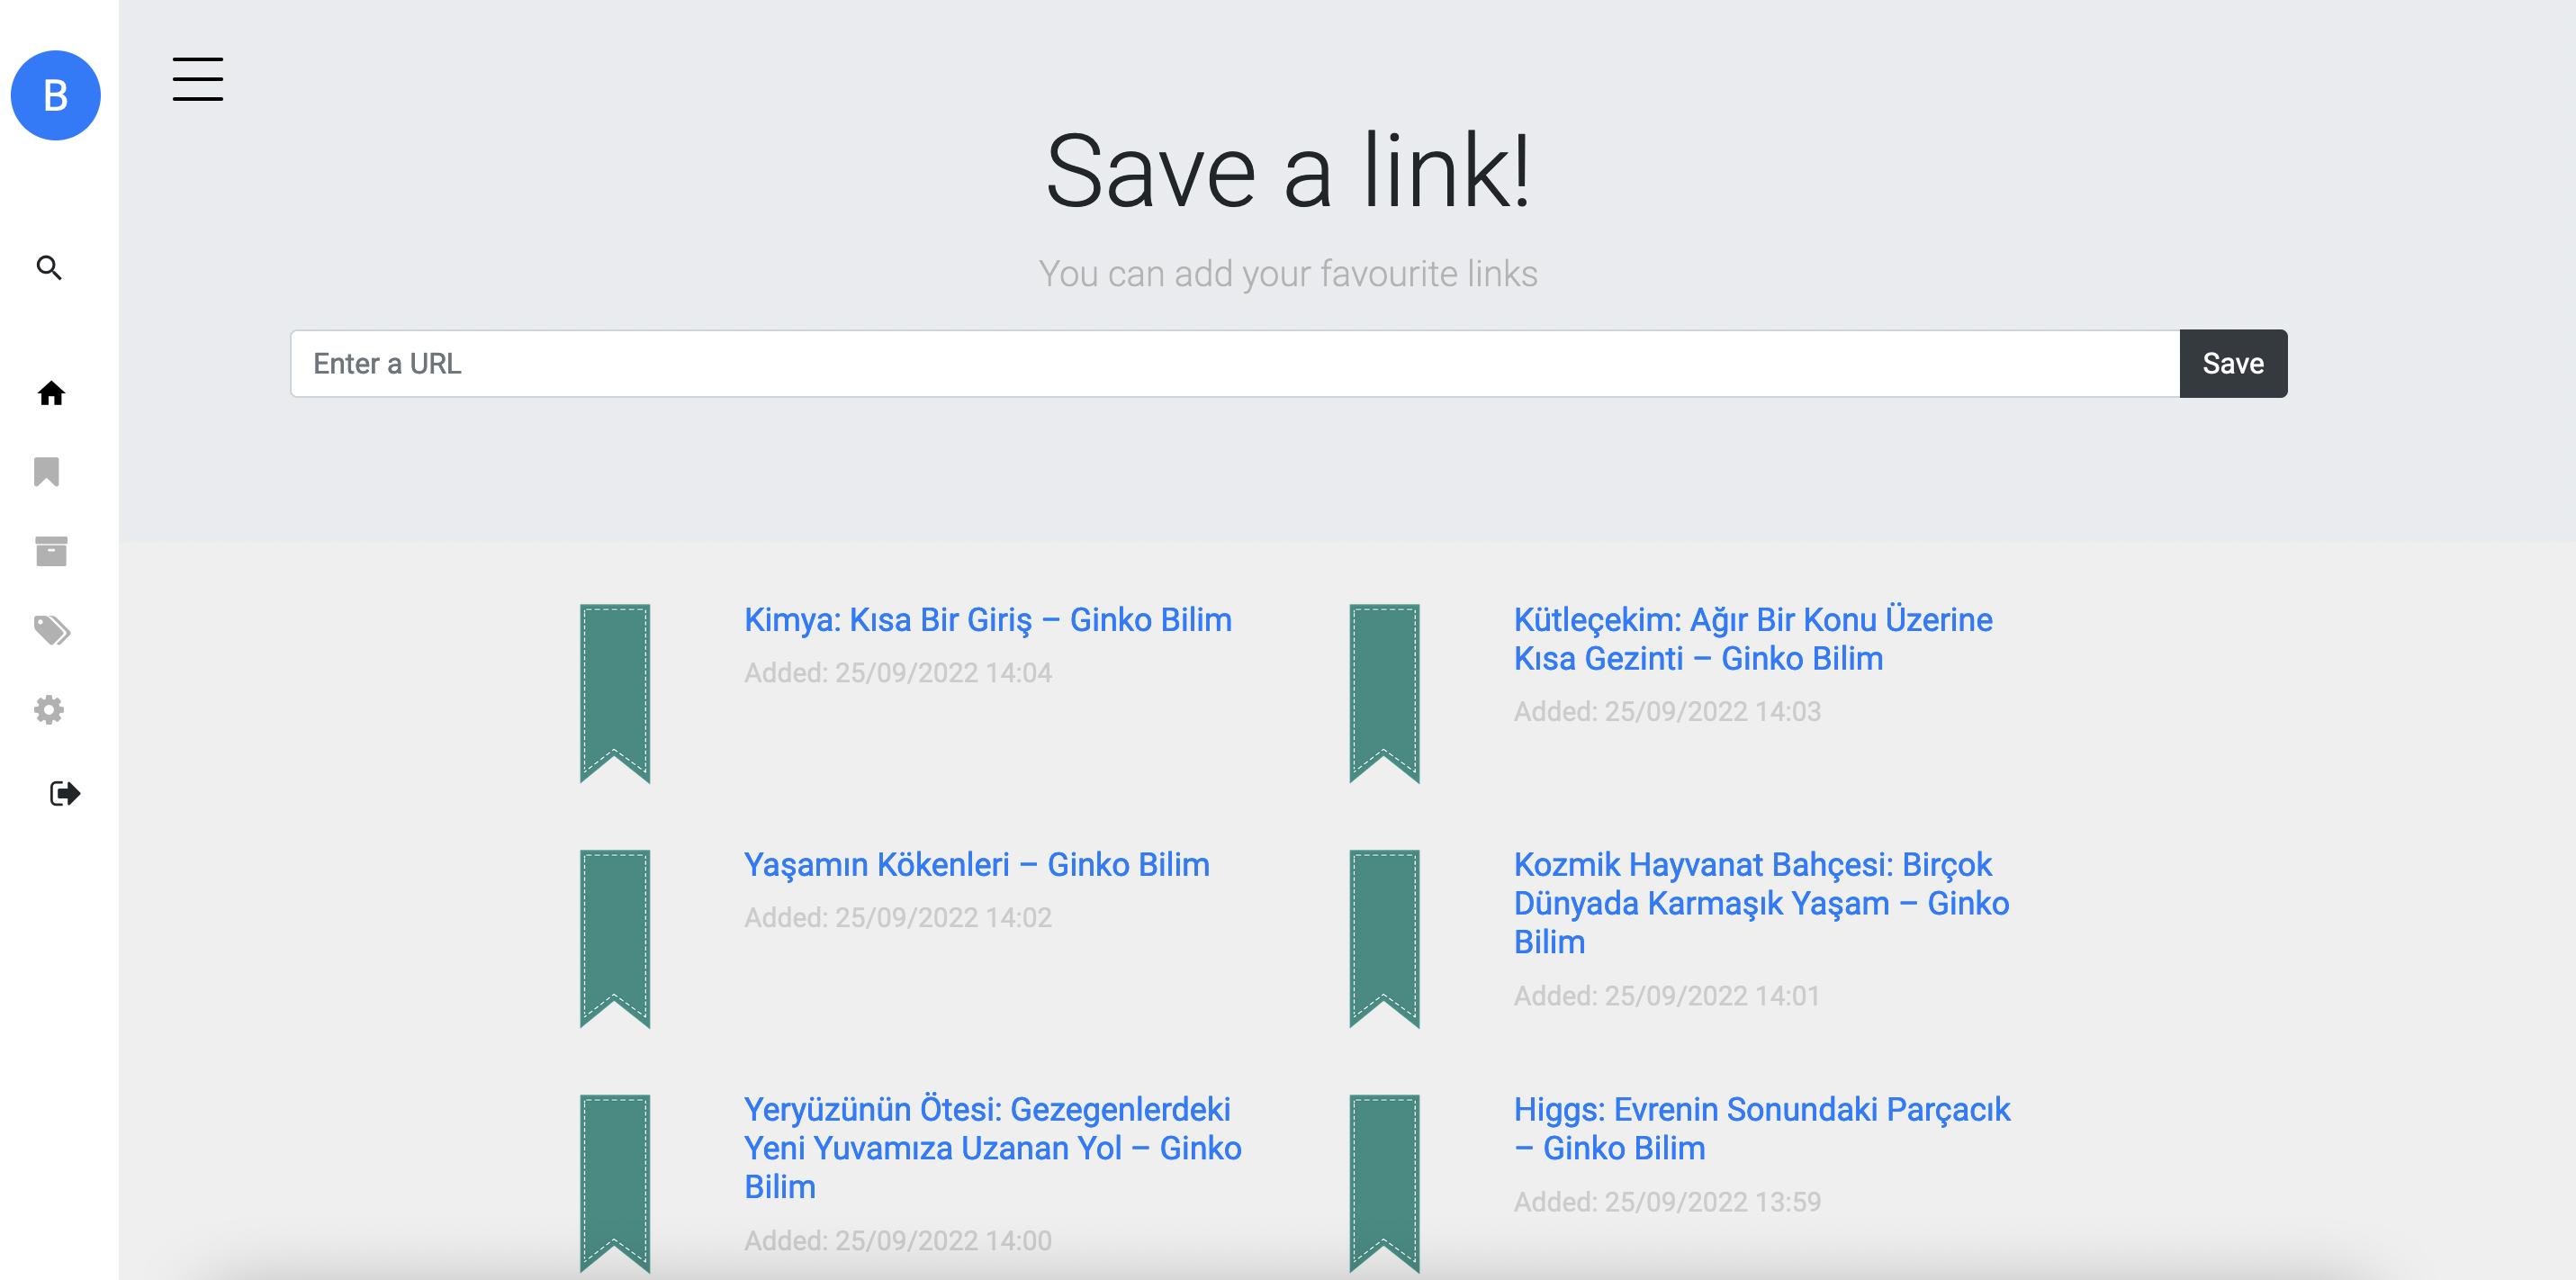 B
Save a link!
You can add your favourite links
Enter a URL
Save
Kimya: Kısa Bir Giriş – Ginko Bilim
Added: 25/09/2022 14:04
Kütleçekim: Ağır Bir Konu Üzerine
Kısa Gezinti – Ginko Bilim
Added: 25/09/2022 14:03
Yaşamın Kökenleri – Ginko Bilim
Added: 25/09/2022 14:02
Kozmik Hayvanat Bahçesi: Birçok
Dünyada Karmaşık Yaşam – Ginko
Bilim
Added: 25/09/2022 14:01
Yeryüzünün Ötesi: Gezegenlerdeki
Yeni Yuvamıza Uzanan Yol – Ginko
Bilim
Added: 25/09/2022 14:00
Higgs: Evrenin Sonundaki Parçacık
– Ginko Bilim
Added: 25/09/2022 13:59